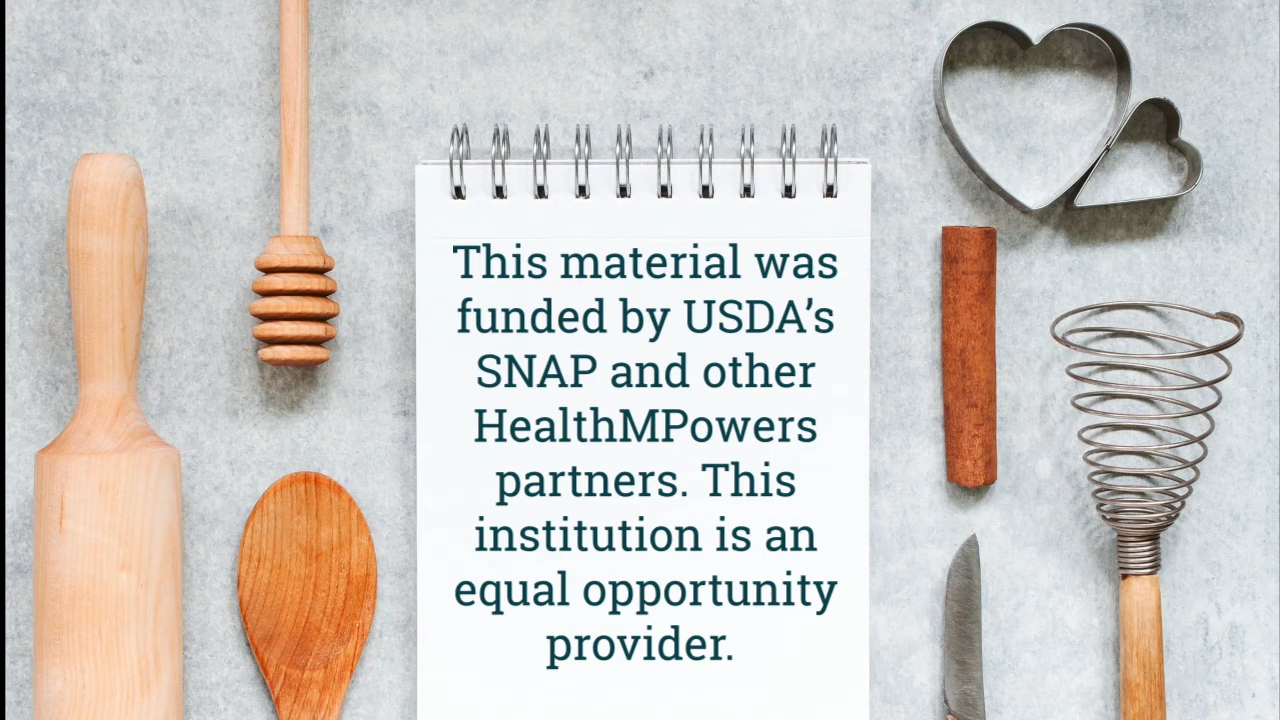 This material was
funded by USDA’s
SNAP and other
HealthMPowers
partners. This
institution is an
equal opportunity
provider.